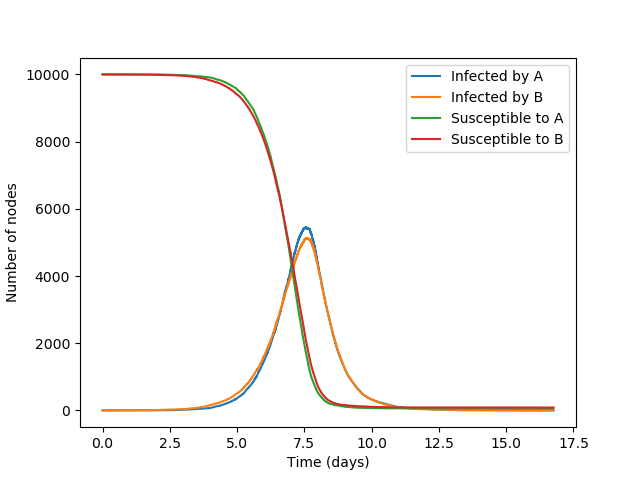 10000
8000
6000
4000
2000
0
Number of nodes
Infected by A
Infected by B
Susceptible to A
Susceptible to B
0.0 2.5 5.0 7.5 10.0 12.5 15.0 17.5
Time (days)